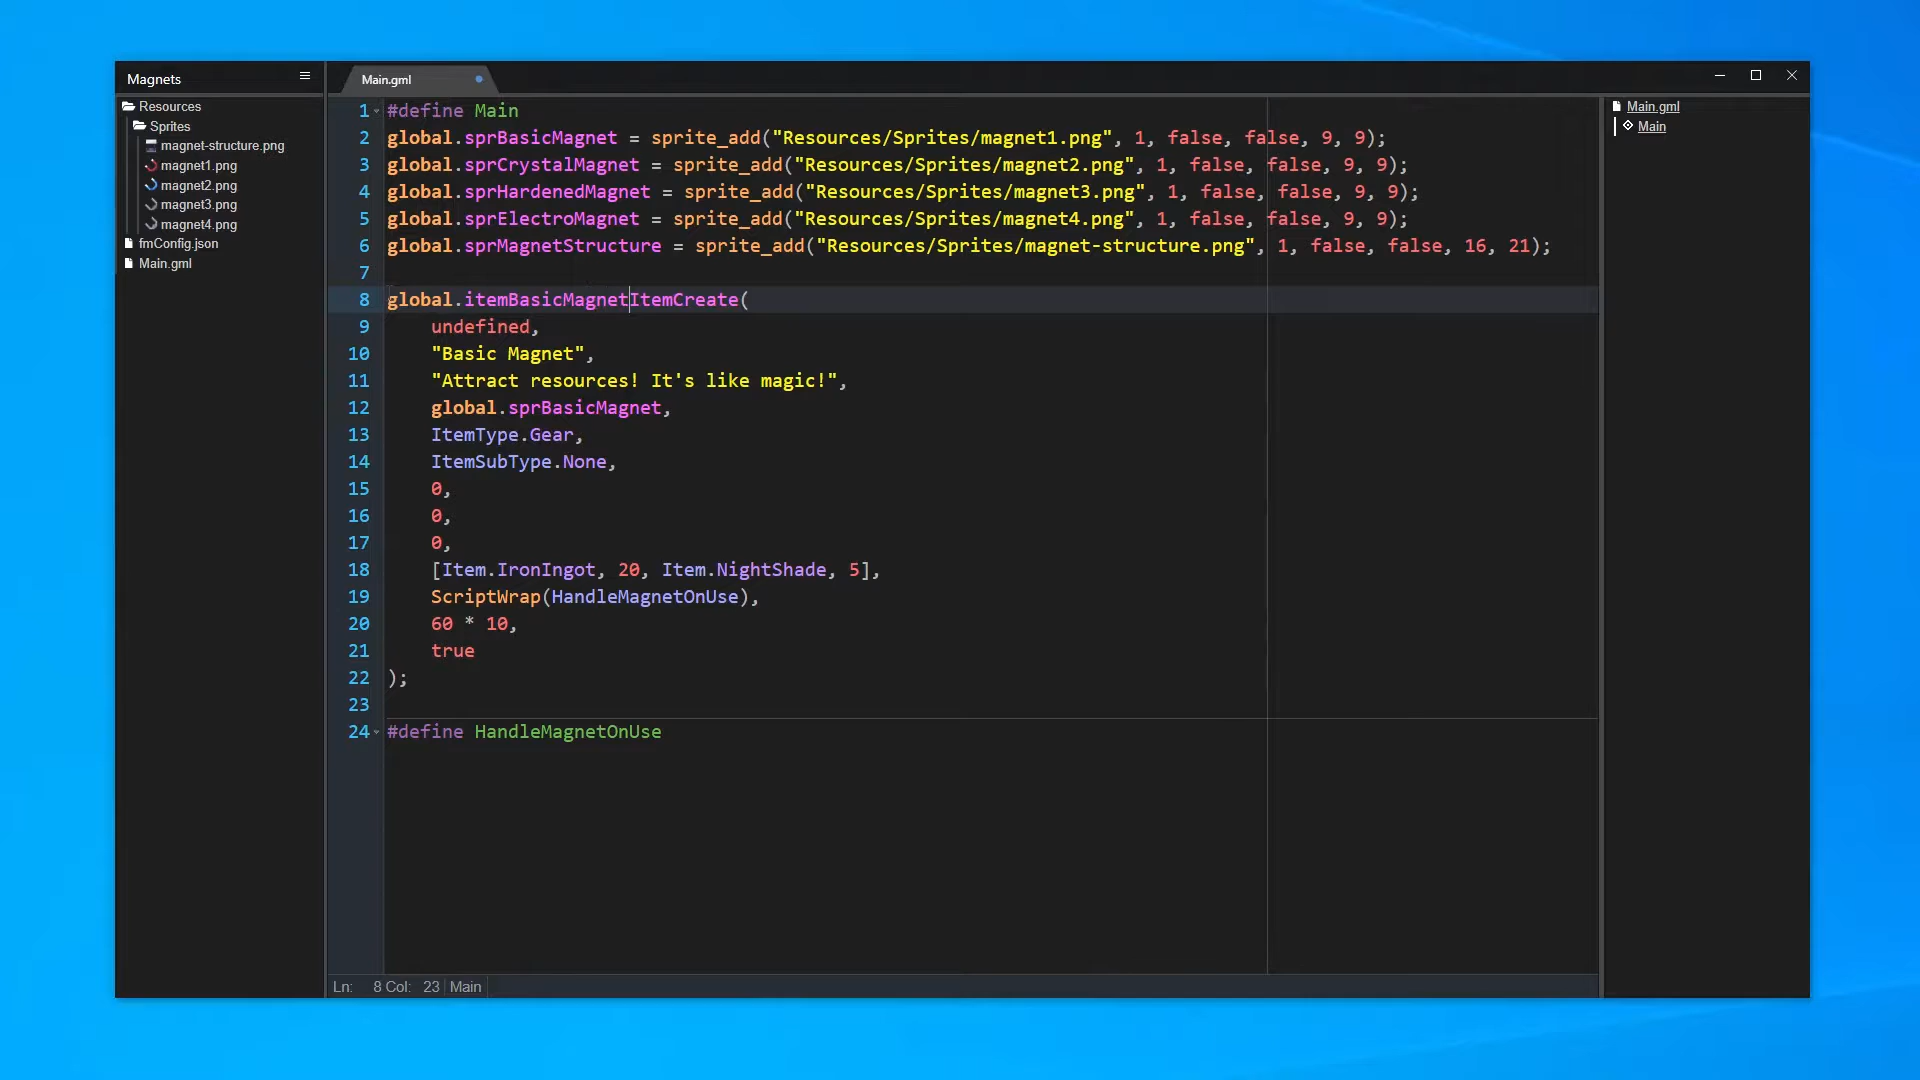 Magnets
Main.gml
Resources
Sprites
magnet-structure.png
magnet1.png
magnet2.png
magnet3.png
magnet4.png
fmConfig.json
Main.gml
1 #define Main
2 global.sprBasicMagnet = sprite_add("Resources/Sprites/magnet1.png", 1, false, false, 9, 9);
3 global.sprCrystalMagnet = sprite_add("Resources/Sprites/magnet2.png", 1, false, false, 9, 9);
4 global.sprHardenedMagnet = sprite_add("Resources/Sprites/magnet3.png", 1, false, false, 9, 9);
5 global.sprElectroMagnet = sprite_add("Resources/Sprites/magnet4.png", 1, false, false, 9, 9);
6 global.sprMagnetStructure = sprite_add("Resources/Sprites/magnet-structure.png", 1, false, false, 16, 21);
7
8 global.itemBasicMagnetItemCreate(
9     undefined,
10     "Basic Magnet",
11     "Attract resources! It's like magic!",
12     global.sprBasicMagnet,
13     ItemType.Gear,
14     ItemSubType.None,
15     0,
16     0,
17     0,
18     [Item.IronIngot, 20, Item.NightShade, 5],
19     ScriptWrap(HandleMagnetOnUse),
20     60 * 10,
21     true
22 );
23
24 #define HandleMagnetOnUse
Ln: 8 Col: 23 Main
Main.gml
Main